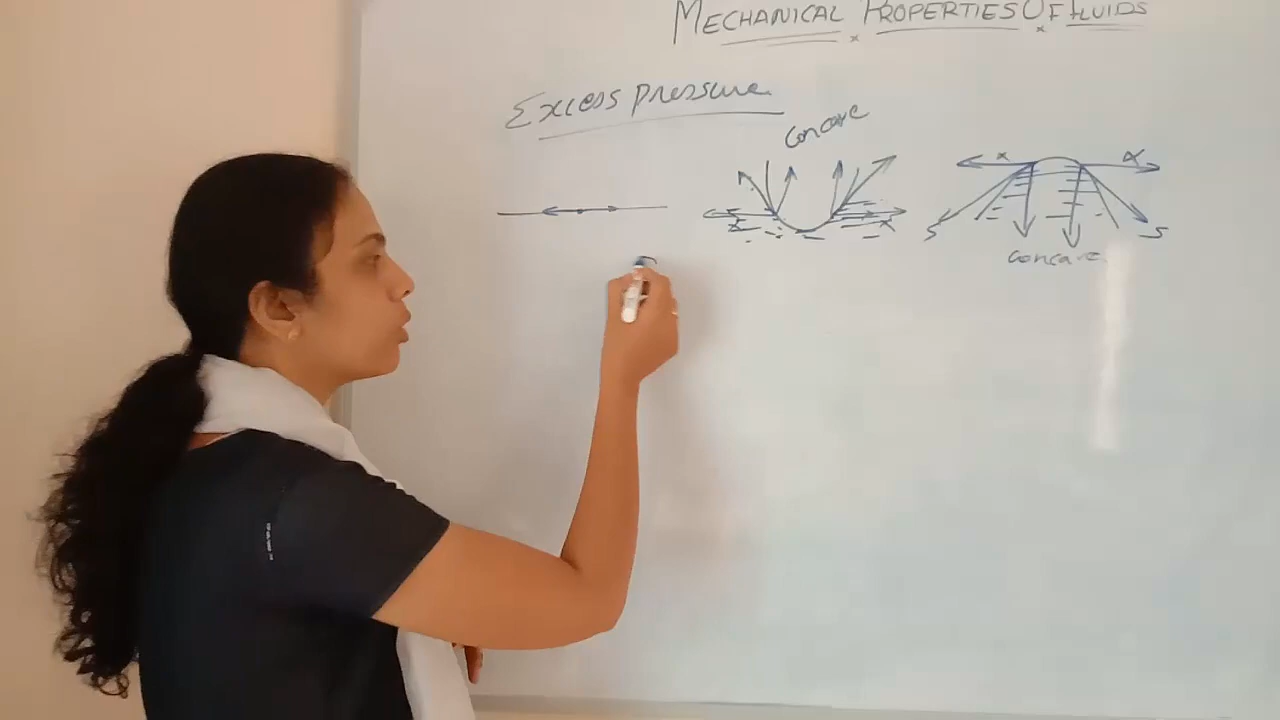 MECHANICAL PROPERTIES OF FLUIDS
Excess pressure
concave
x x
x x
S S
concave